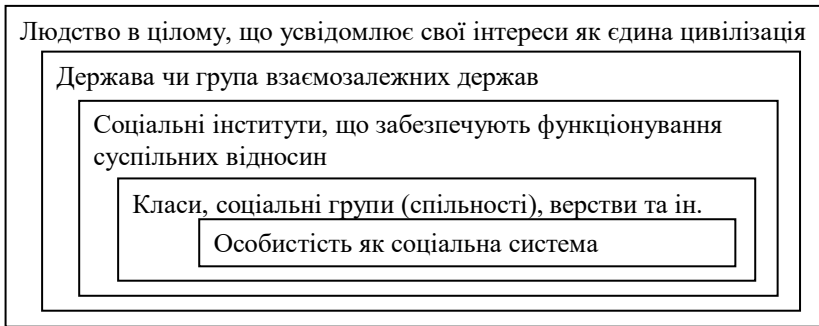 Людство в цілому, що усвідомлює свої інтереси як єдина цивілізація
Держава чи група взаємозалежних держав
Соціальні інститути, що забезпечують функціонування
суспільних відносин
Класи, соціальні групи (спільності), верстви та ін.
Особистість як соціальна система